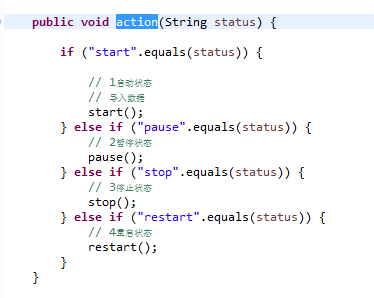 public void action(String status) {
if ("start".equals(status)) {
// 1启动状态
// 导入数据
start();
} else if ("pause".equals(status)) {
// 2暂停状态
pause();
} else if ("stop".equals(status)) {
// 3停止状态
stop();
} else if ("restart".equals(status)) {
// 4重启状态
restart();
}
}